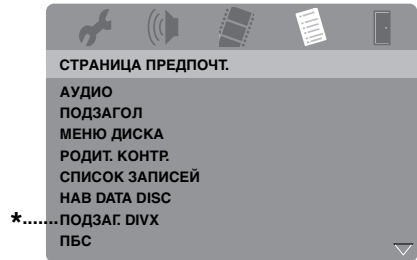 СТРАНИЦА ПРЕДПОЧТ.
АУДИО
ПОДЗАГОЛ
МЕНЮ ДИСКА
РОДИТ. КОНТР.
СПИСОК ЗАПИСЕЙ
НАВ DATA DISC
*.......ПОДЗАГ. DIVX
ПБС